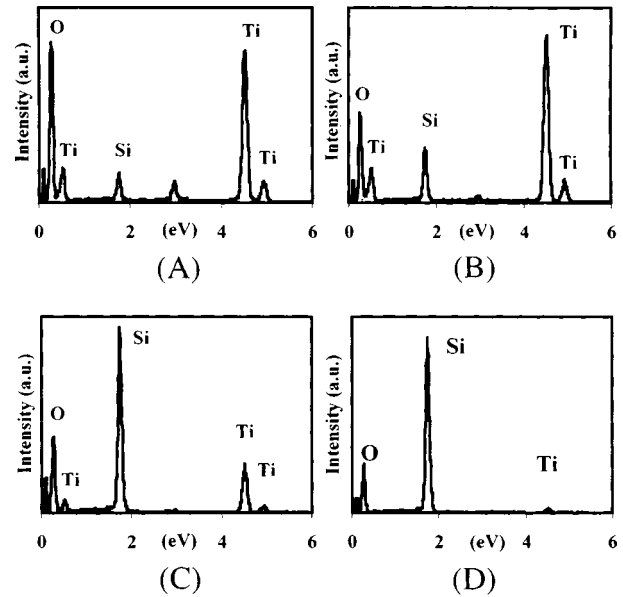 O
Ti
Si
Ti
Ti
Intensity (a.u.)
0 2 (eV) 4 6
(A)
O
Ti
Si
Ti
Ti
Intensity (a.u.)
0 2 (eV) 4 6
(B)
O
Ti
Si
Ti
Ti
Intensity (a.u.)
0 2 (eV) 4 6
(C)
O
Si
Ti
Intensity (a.u.)
0 2 (eV) 4 6
(D)